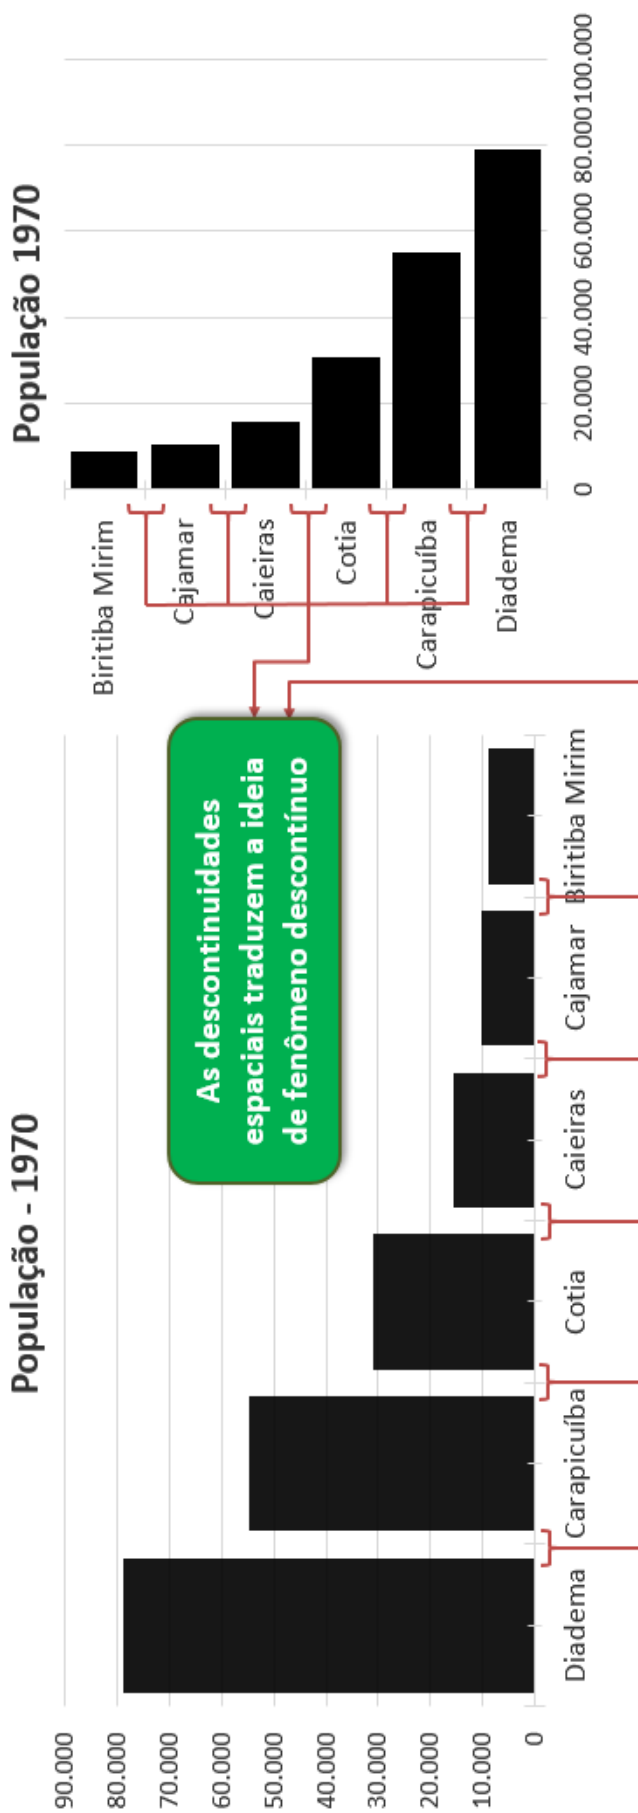 População - 1970
90.000
80.000
70.000
60.000
50.000
40.000
30.000
20.000
10.000
0
Diadema
Carapicuíba
Cotia
Caieiras
Cajamar
Biritiba Mirim
As descontinuidades
espaciais traduzem a ideia
de fenômeno descontínuo
População 1970
Biritiba Mirim
Cajamar
Caieiras
Cotia
Carapicuíba
Diadema
0 20.000 40.000 60.000 80.000 100.000